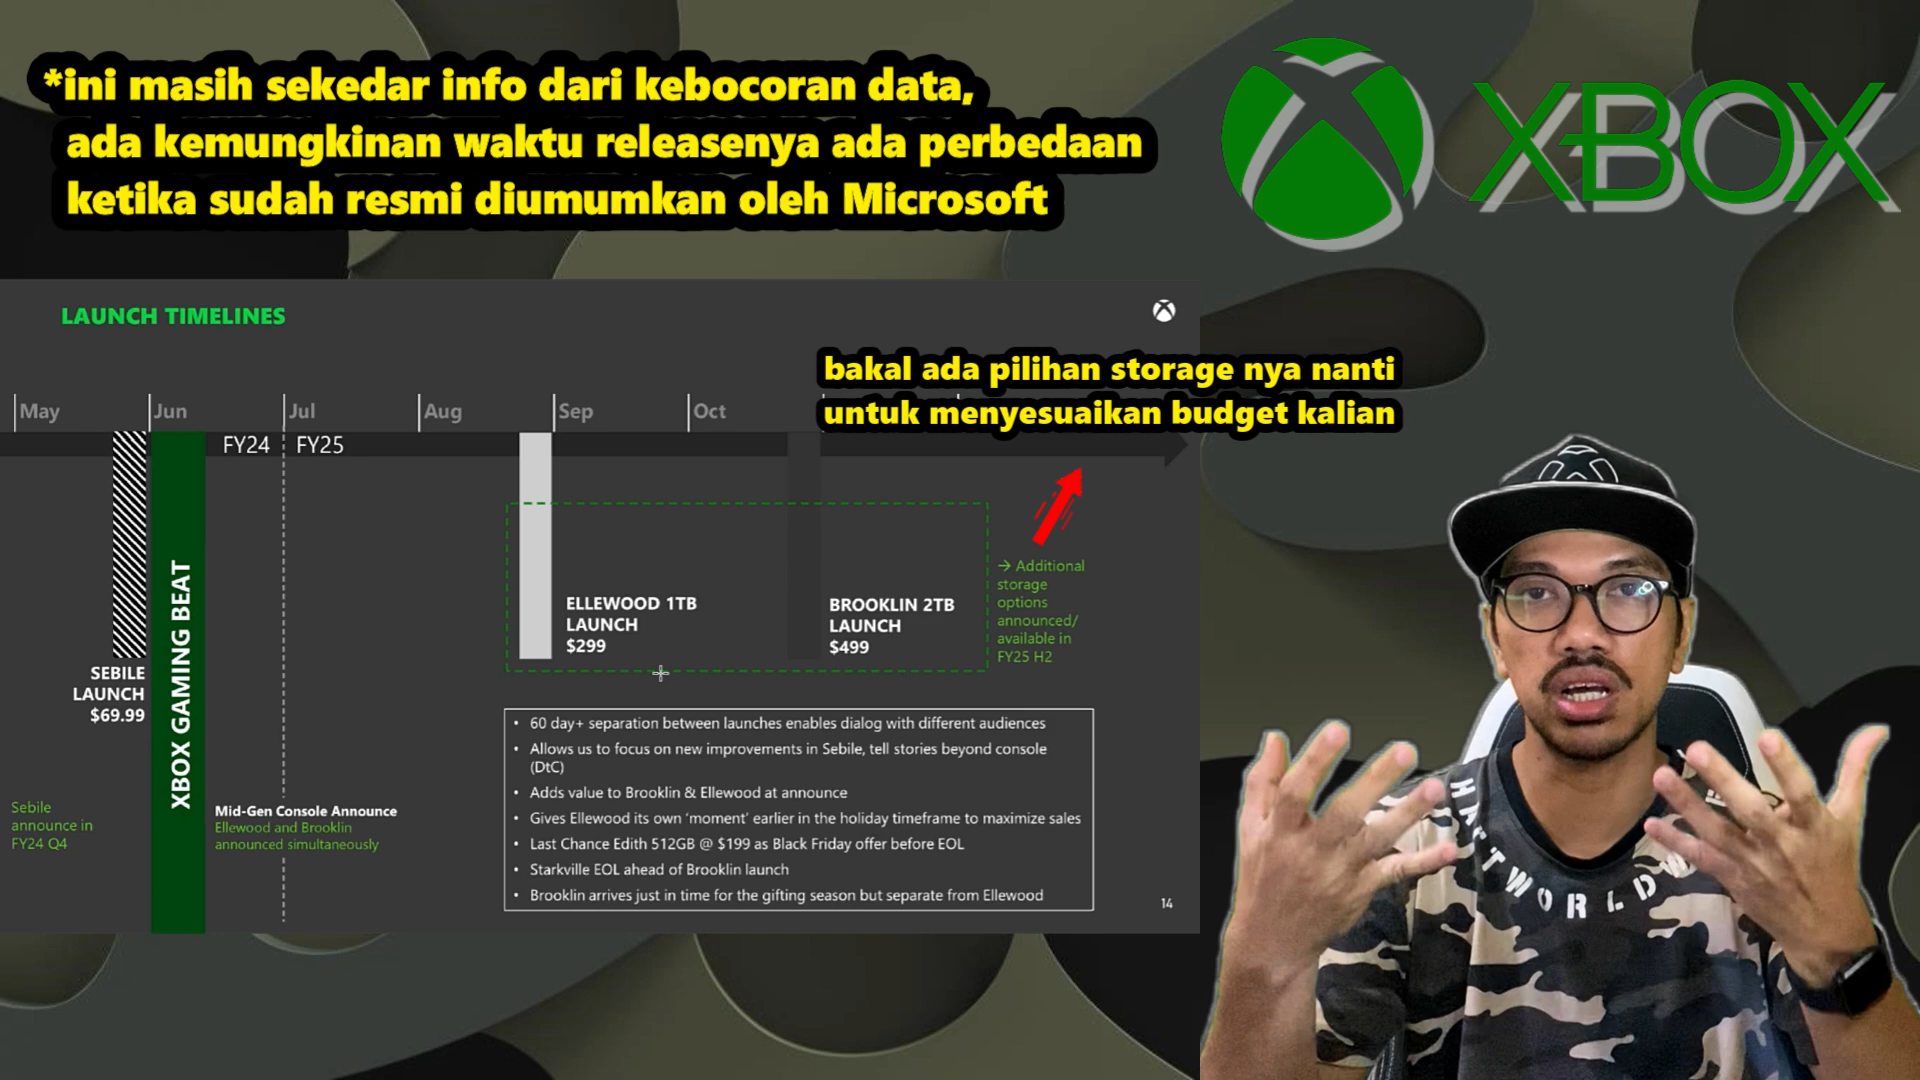 *ini masih sekedar info dari kebocoran data,
ada kemungkinan waktu releasenya ada perbedaan
ketika sudah resmi diumumkan oleh Microsoft
XBOX
LAUNCH TIMELINES
bakal ada pilihan storage nya nanti
untuk menyesuaikan budget kalian
May
Jun
Jul
Aug
Sep
Oct
FY24
FY25
SEBILE
LAUNCH
$69.99
XBOX GAMING BEAT
Sebile
announce in
FY24 Q4
Mid-Gen Console Announce
Ellewood and Brooklin
announced simultaneously
ELLEWOOD 1TB
LAUNCH
$299
BROOKLIN 2TB
LAUNCH
$499
→ Additional
storage
options
announced/
available in
FY25 H2
• 60 day+ separation between launches enables dialog with different audiences
• Allows us to focus on new improvements in Sebile, tell stories beyond console
(DtC)
• Adds value to Brooklin & Ellewood at announce
• Gives Ellewood its own ‘moment’ earlier in the holiday timeframe to maximize sales
• Last Chance Edith 512GB @ $199 as Black Friday offer before EOL
• Starkville EOL ahead of Brooklin launch
• Brooklin arrives just in time for the gifting season but separate from Ellewood
14